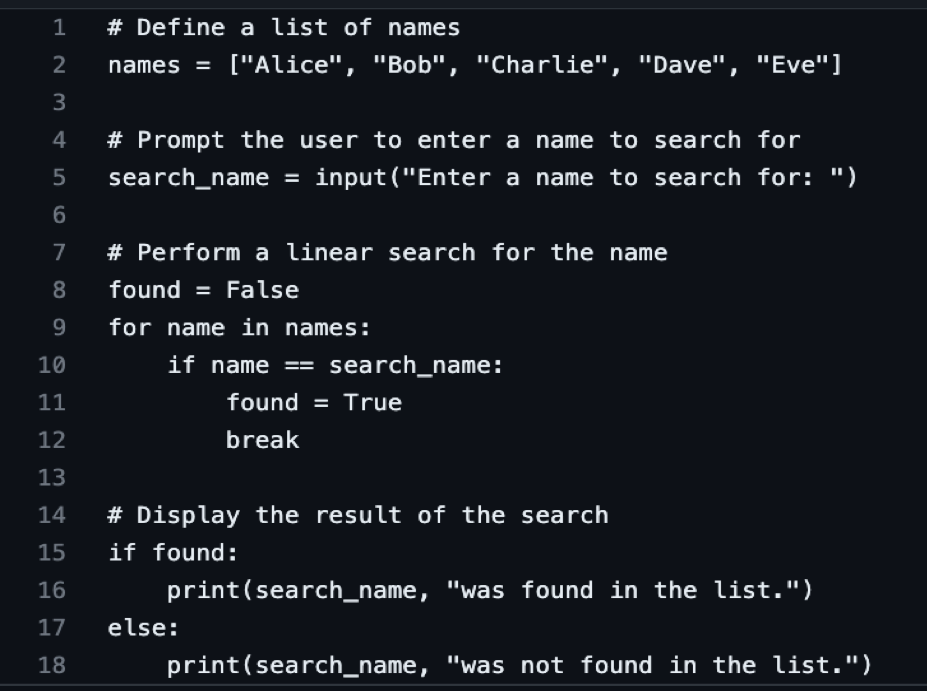 1 # Define a list of names
2 names = ["Alice", "Bob", "Charlie", "Dave", "Eve"]
3
4 # Prompt the user to enter a name to search for
5 search_name = input("Enter a name to search for: ")
6
7 # Perform a linear search for the name
8 found = False
9 for name in names:
10     if name == search_name:
11         found = True
12         break
13
14 # Display the result of the search
15 if found:
16     print(search_name, "was found in the list.")
17 else:
18     print(search_name, "was not found in the list.")